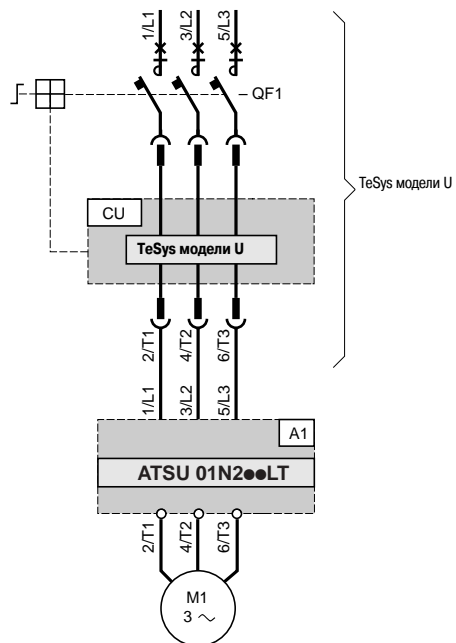 1/L1 3/L2 5/L3
QF1
TeSys модели U
CU
TeSys модели U
2/T1 4/T2 6/T3
1/L1 3/L2 5/L3
A1
ATSU 01N2●●LT
2/T1 4/T2 6/T3
M1
3 ~